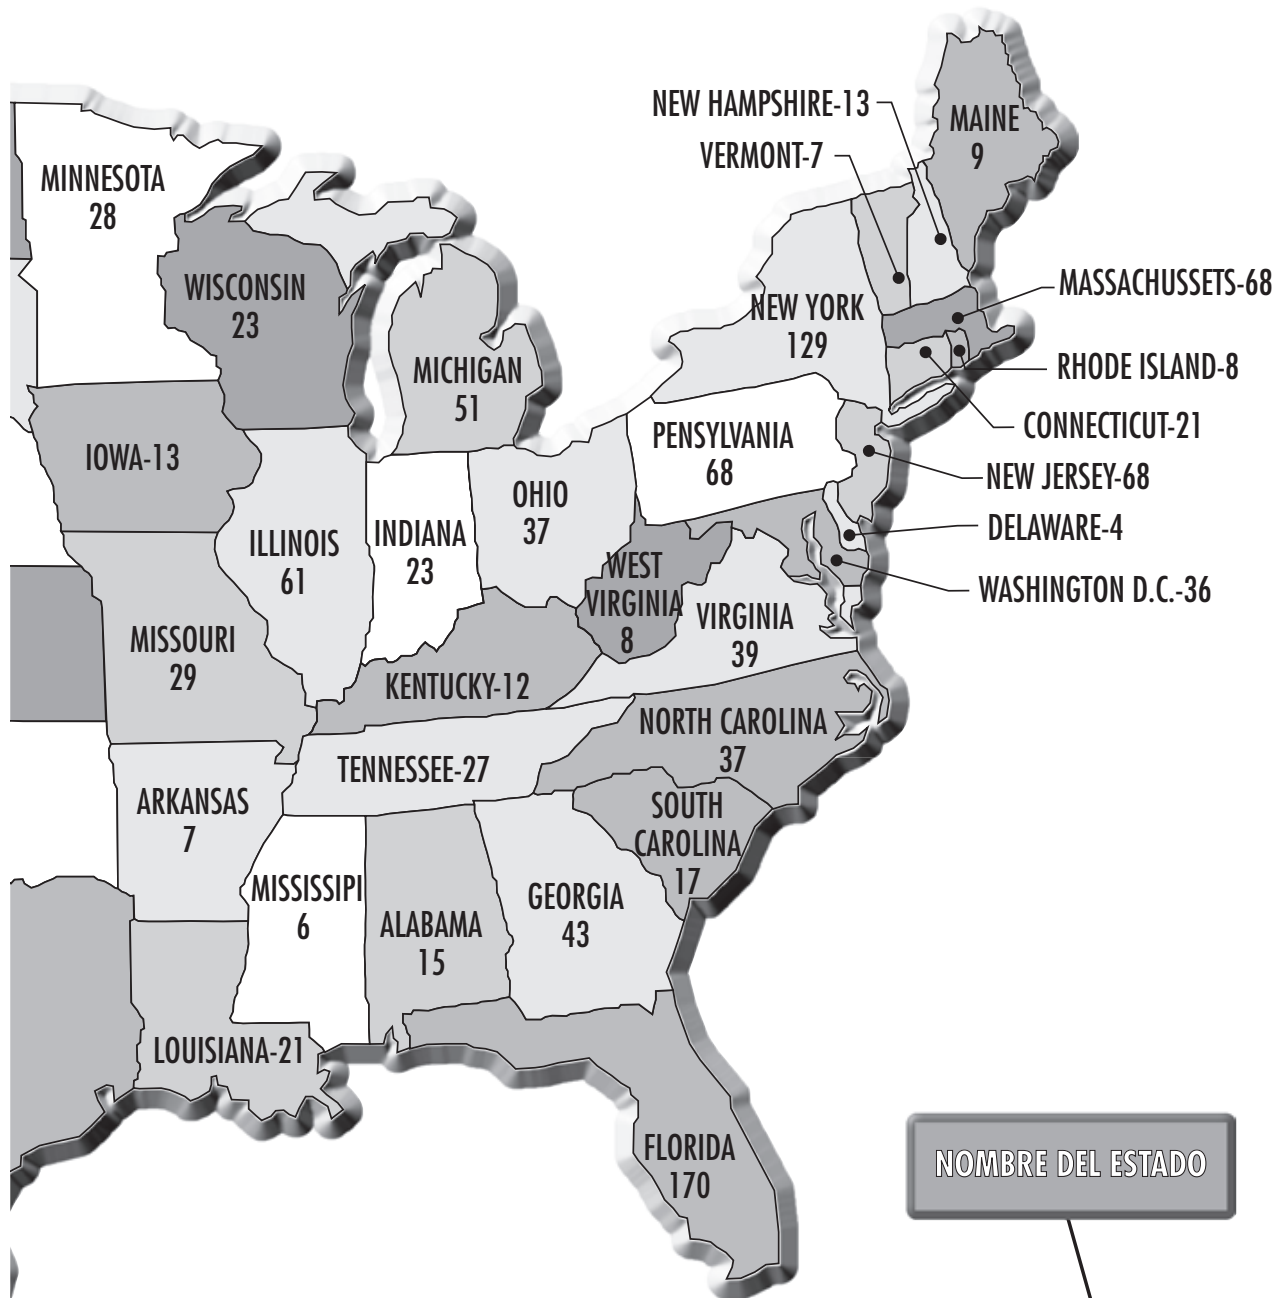 NEW HAMPSHIRE-13
VERMONT-7
MAINE
9
MINNESOTA
28
WISCONSIN
23
MICHIGAN
51
NEW YORK
129
MASSACHUSSETS-68
RHODE ISLAND-8
CONNECTICUT-21
NEW JERSEY-68
DELAWARE-4
WASHINGTON D.C.-36
PENSYLVANIA
68
IOWA-13
ILLINOIS
61
INDIANA
23
OHIO
37
WEST
VIRGINIA
8
VIRGINIA
39
MISSOURI
29
KENTUCKY-12
NORTH CAROLINA
37
TENNESSEE-27
SOUTH
CAROLINA
17
ARKANSAS
7
MISSISSIPI
6
ALABAMA
15
GEORGIA
43
LOUISIANA-21
FLORIDA
170
NOMBRE DEL ESTADO